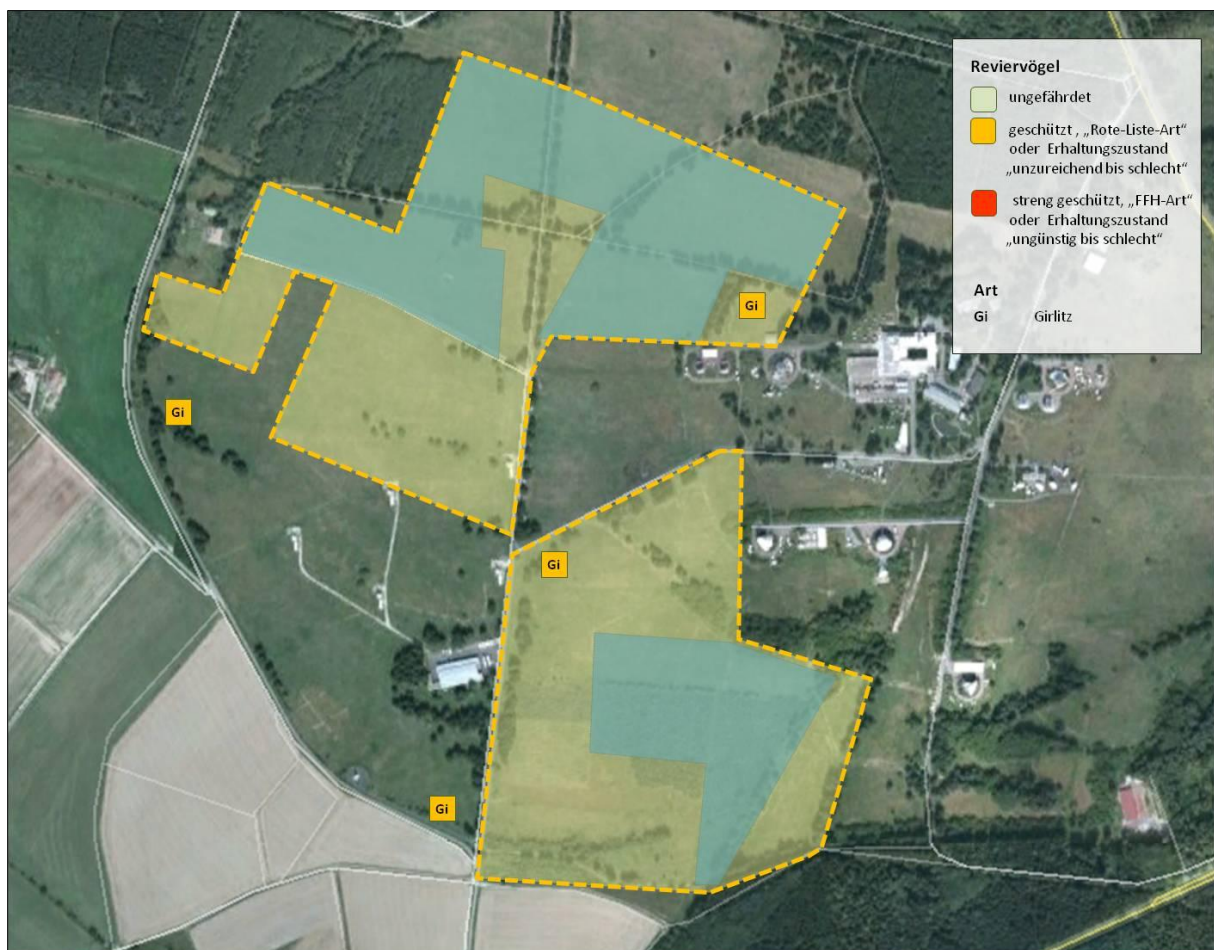 Reviervögel
ungefährdet
geschützt , „Rote-Liste-Art“
oder Erhaltungszustand
„unzureichend bis schlecht“
streng geschützt, „FFH-Art“
oder Erhaltungszustand
„ungünstig bis schlecht“
Art
Gi Girlitz
Gi
Gi
Gi
Gi